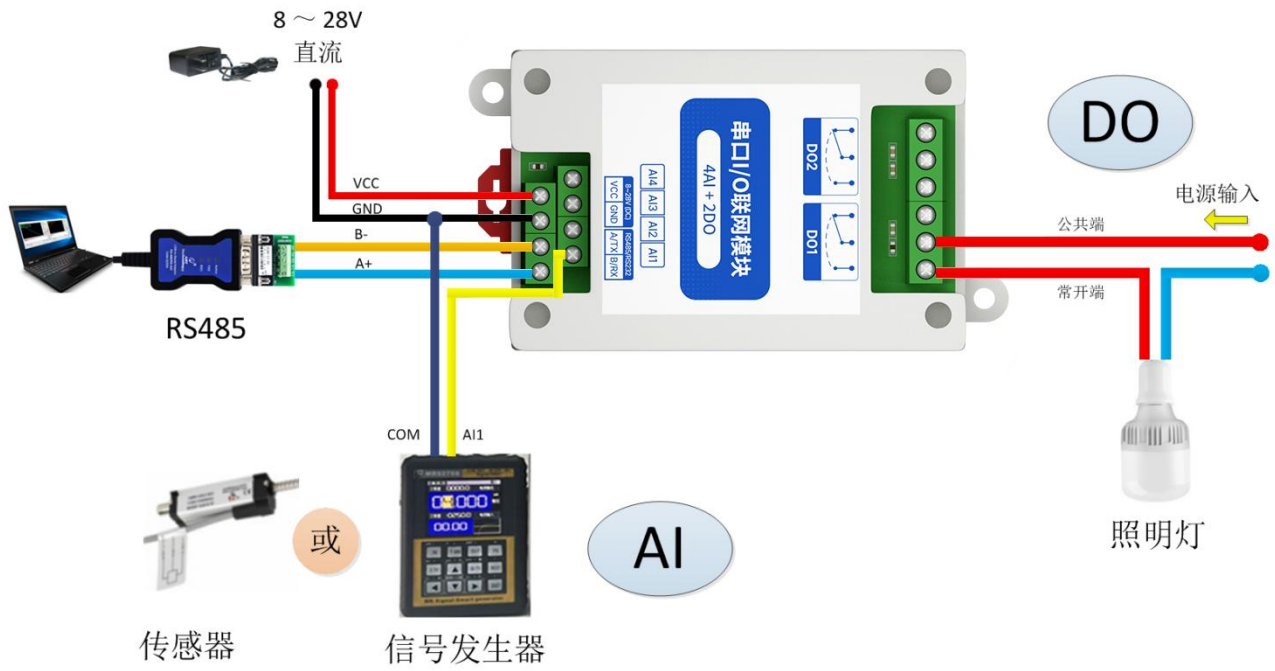 8 ～ 28V
直流
DO
VCC
GND
B-
A+
RS485
串口I/O联网模块
4AI + 2DO
DO2
DO1
AI4 AI3 AI2 AI1
8~28V (DC) RS485/RS232
VCC GND A/TX B/RX
电源输入
公共端
常开端
COM AI1
照明灯
或
AI
传感器
信号发生器